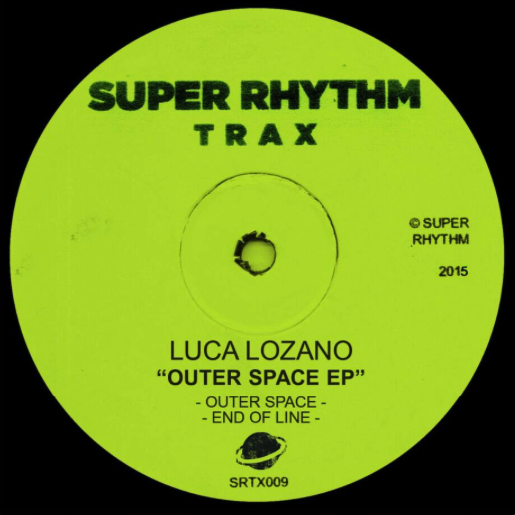 SUPER RHYTHM
TRAX
© SUPER
RHYTHM
2015
LUCA LOZANO
“OUTER SPACE EP”
- OUTER SPACE -
- END OF LINE -
SRTX009